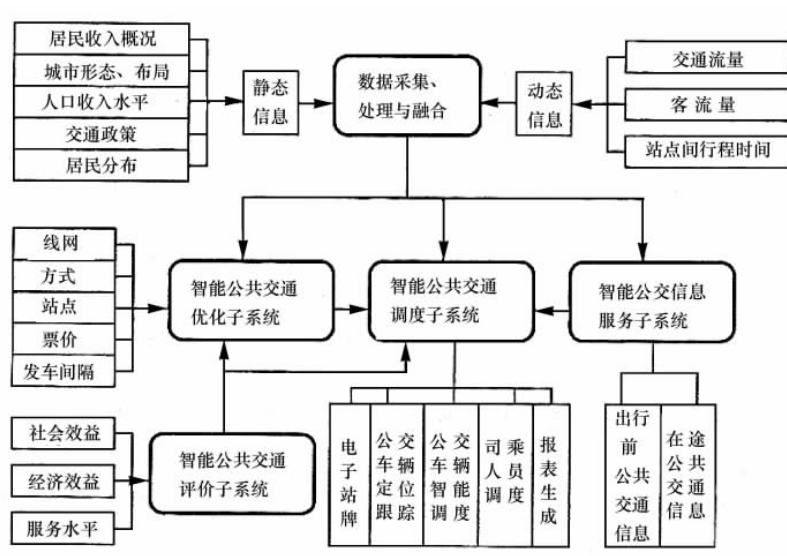 居民收入概况
城市形态、布局
人口收入水平
交通政策
居民分布
静态
信息
数据采集、
处理与融合
动态
信息
交通流量
客流量
站点间行程时间
线网
方式
站点
票价
发车间隔
智能公共交通
优化子系统
智能公共交通
调度子系统
智能公交信息
服务子系统
社会效益
经济效益
服务水平
智能公共交通
评价子系统
电子站牌
公交
车辆
定位
跟踪
公交
车辆
智能
调度
司乘
人员
调度
报表生成
出行
前
公共
交通
信息
在途
公共
交通
信息